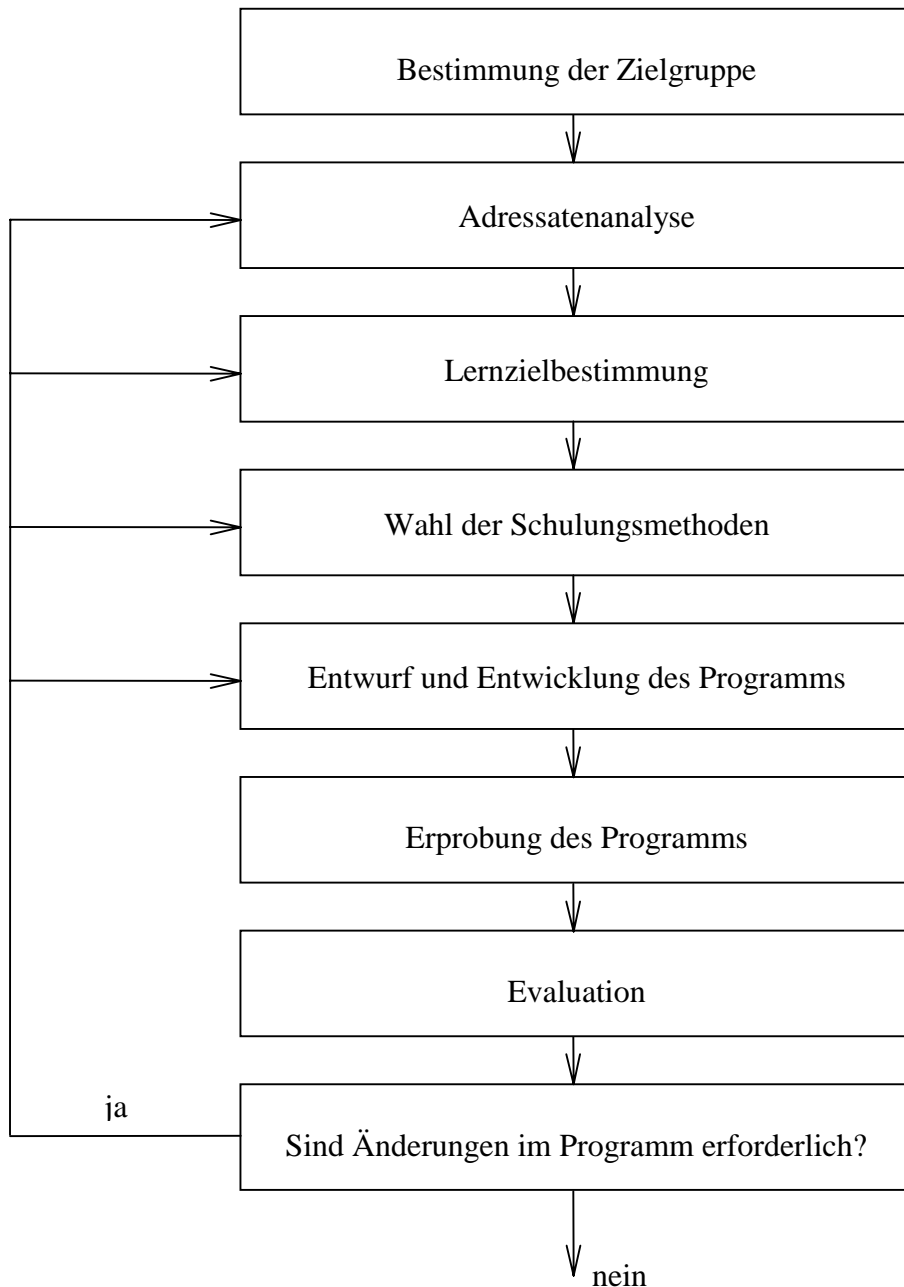 Bestimmung der Zielgruppe
Adressatenanalyse
Lernzielbestimmung
Wahl der Schulungsmethoden
Entwurf und Entwicklung des Programms
Erprobung des Programms
Evaluation
ja
Sind Änderungen im Programm erforderlich?
nein